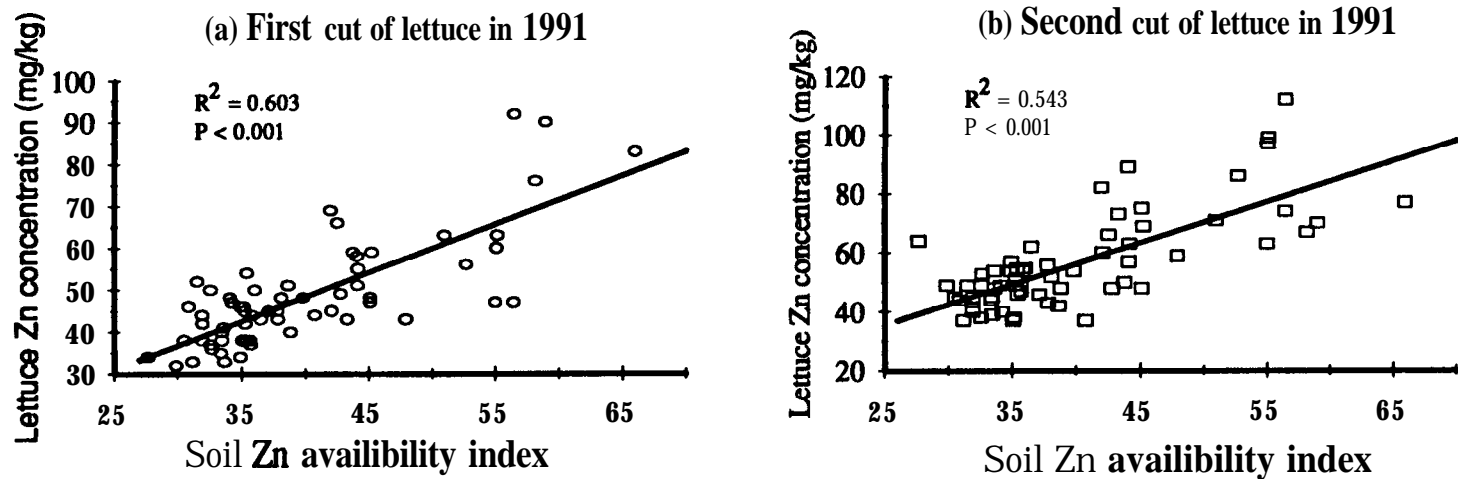 (a) First cut of lettuce in 1991
Lettuce Zn concentration (mg/kg)
100
90
80
70
60
50
40
30
R² = 0.603
P < 0.001
25 35 45 55 65
Soil Zn availibility index
(b) Second cut of lettuce in 1991
Lettuce Zn concentration (mg/kg)
120
100
80
60
40
20
R² = 0.543
P < 0.001
25 35 45 55 65
Soil Zn availibility index